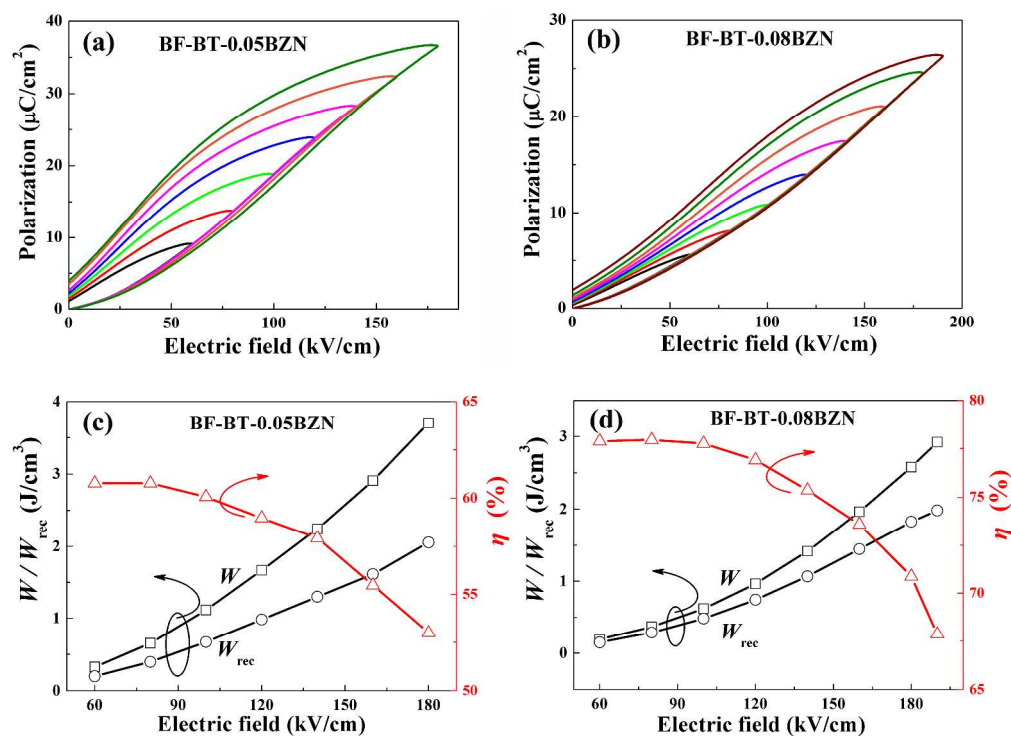 (a)
BF-BT-0.05BZN
Polarization (μC/cm²)
40
30
20
10
0
0
50
100
150
Electric field (kV/cm)
(b)
BF-BT-0.08BZN
Polarization (μC/cm²)
30
20
10
0
0
50
100
150
200
Electric field (kV/cm)
(c)
BF-BT-0.05BZN
W / Wrec (J/cm³)
4
3
2
1
0
W
Wrec
65
60
55
50
η (%)
60
90
120
150
180
Electric field (kV/cm)
(d)
BF-BT-0.08BZN
W / Wrec (J/cm³)
3
2
1
0
W
Wrec
80
75
70
65
η (%)
60
80
100
120
140
160
180
Electric field (kV/cm)